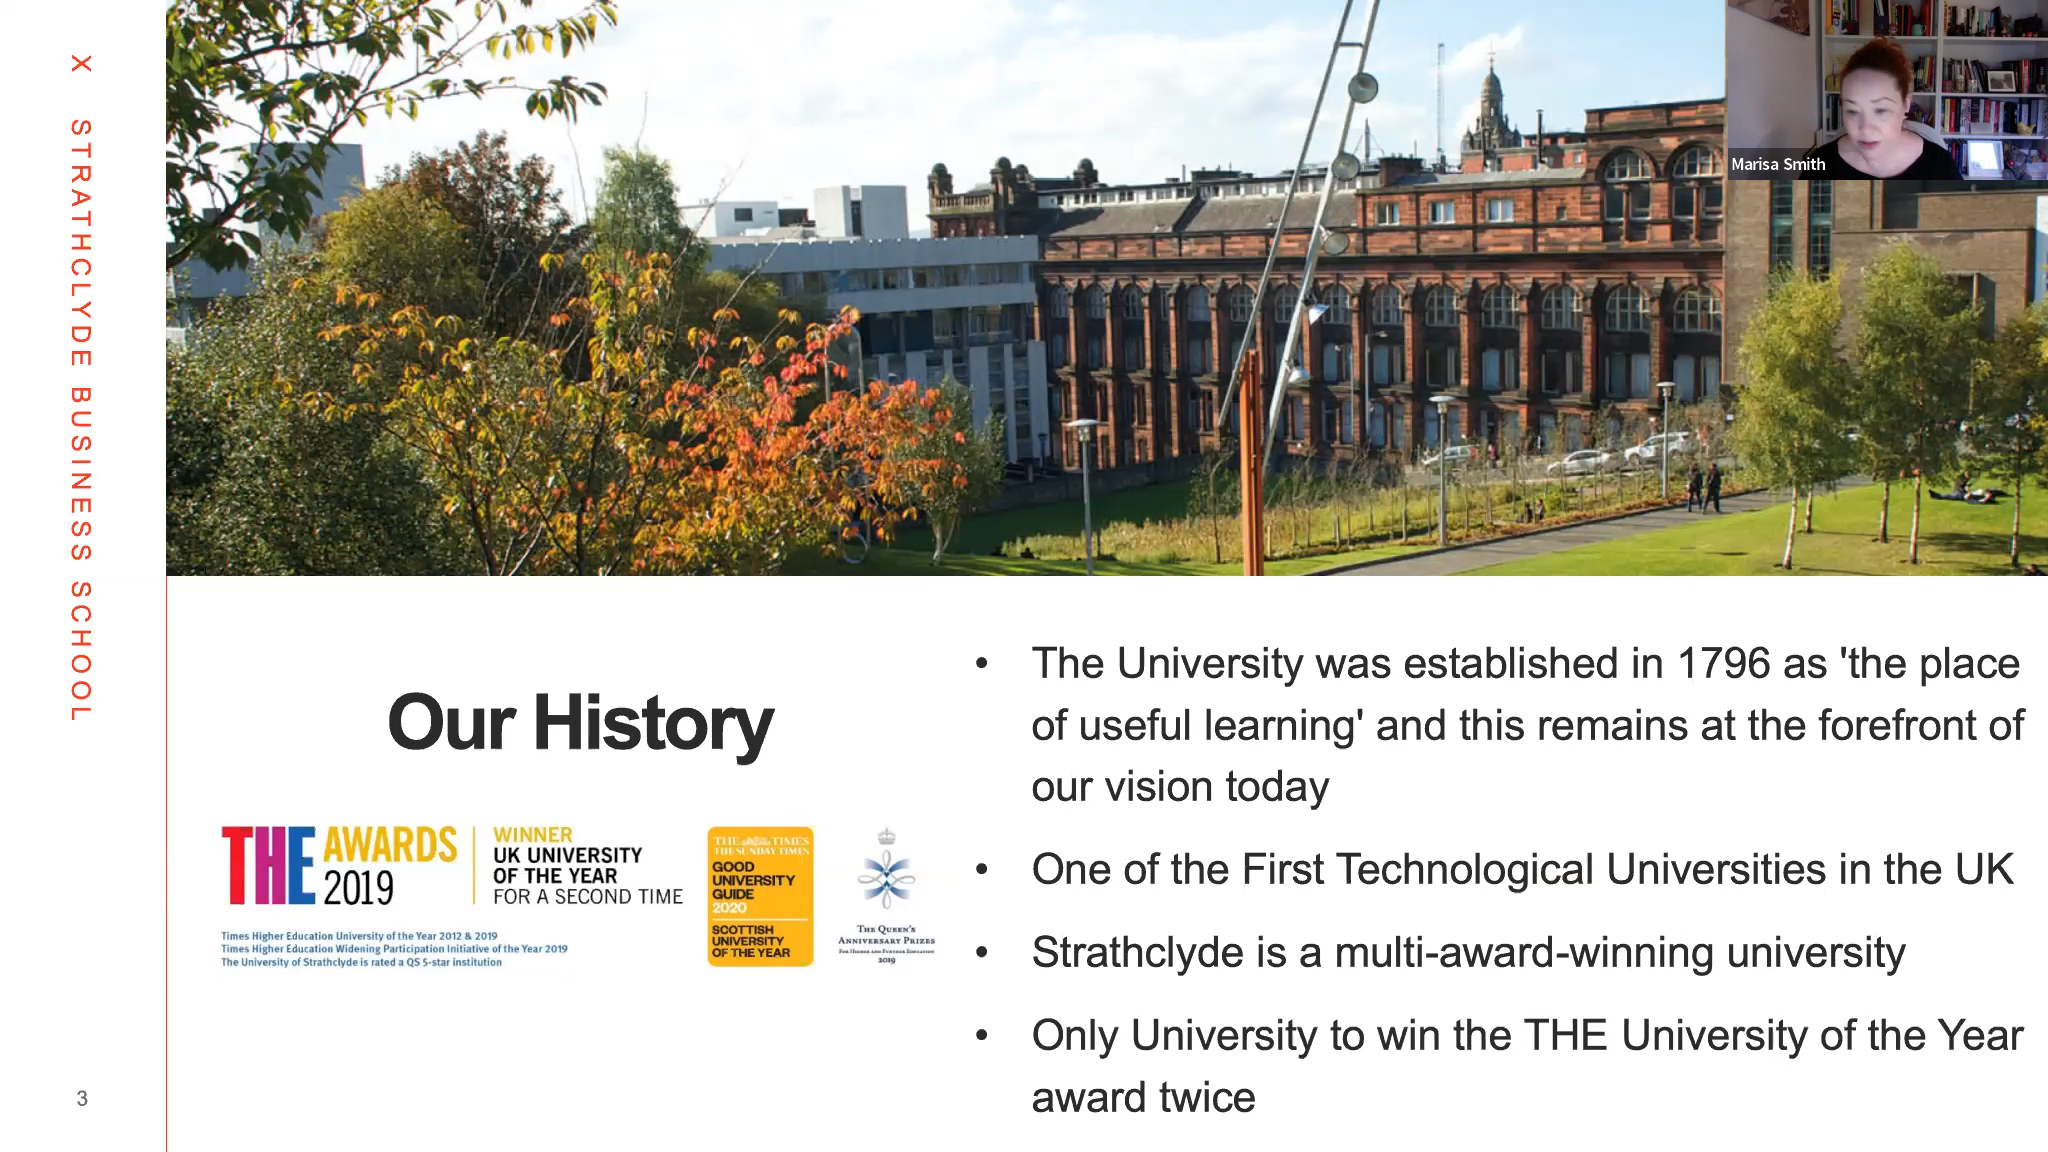 X STRATHCLYDE BUSINESS SCHOOL
Marisa Smith
Our History
THE AWARDS 2019
WINNER
UK UNIVERSITY
OF THE YEAR
FOR A SECOND TIME
Times Higher Education University of the Year 2012 & 2019
Times Higher Education Widening Participation Initiative of the Year 2019
The University of Strathclyde is rated a QS 5-star institution
THE TIMES
THE SUNDAY TIMES
GOOD
UNIVERSITY
GUIDE
2020
SCOTTISH
UNIVERSITY
OF THE YEAR
THE QUEEN'S
ANNIVERSARY PRIZES
FOR HIGHER AND FURTHER EDUCATION
2019
• The University was established in 1796 as 'the place
of useful learning' and this remains at the forefront of
our vision today
• One of the First Technological Universities in the UK
• Strathclyde is a multi-award-winning university
• Only University to win the THE University of the Year
award twice
3